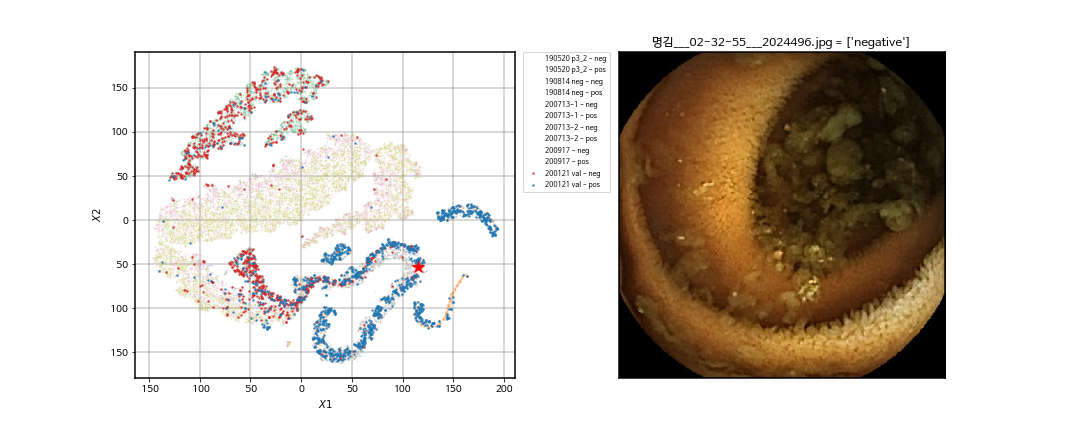 명김___02-32-55___2024496.jpg = ['negative']
190520 p3_2 - neg
190520 p3_2 - pos
190814 neg - neg
190814 neg - pos
200713-1 - neg
200713-1 - pos
200713-2 - neg
200713-2 - pos
200917 - neg
200917 - pos
200121 val - neg
200121 val - pos
X2
150
100
50
0
50
100
150
150
100
50
0
50
100
150
200
X1